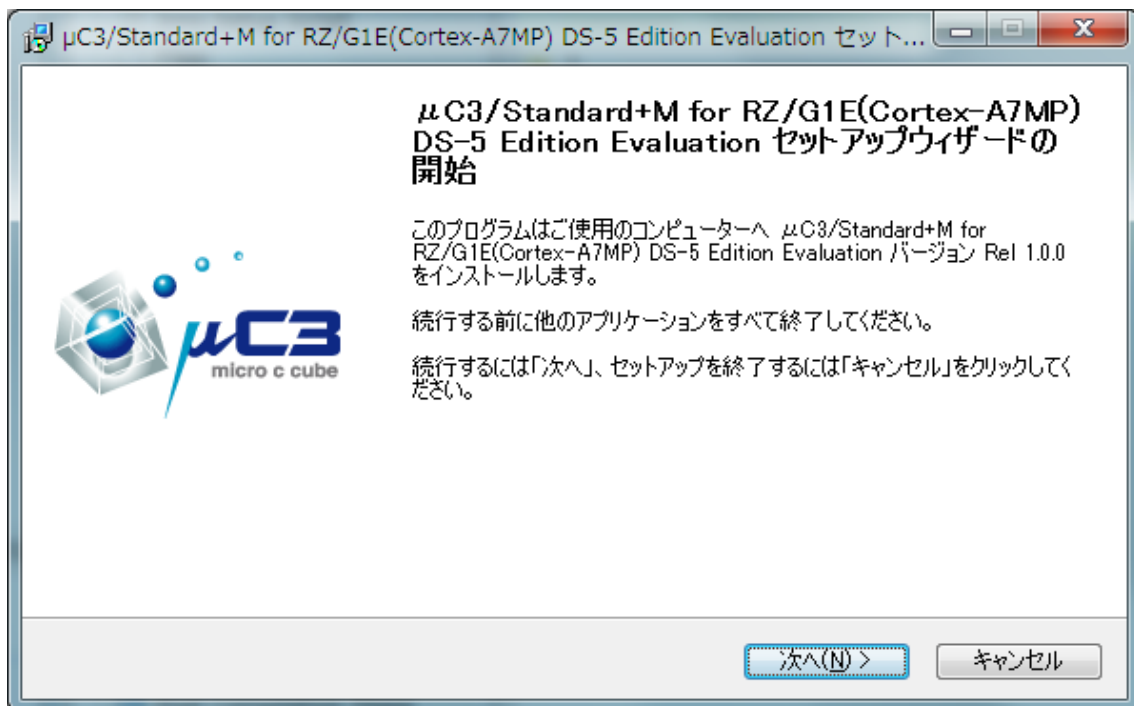 μC3/Standard+M for RZ/G1E(Cortex-A7MP) DS-5 Edition Evaluation セット...
μC3/Standard+M for RZ/G1E(Cortex-A7MP)
DS-5 Edition Evaluation セットアップウィザードの
開始
このプログラムはご使用のコンピューターへ μC3/Standard+M for
RZ/G1E(Cortex-A7MP) DS-5 Edition Evaluation バージョン Rel 1.0.0
をインストールします。
続行する前に他のアプリケーションをすべて終了してください。
続行するには「次へ」、セットアップを終了するには「キャンセル」をクリックしてく
ださい。
μC3
micro c cube
次へ(N) >
キャンセル